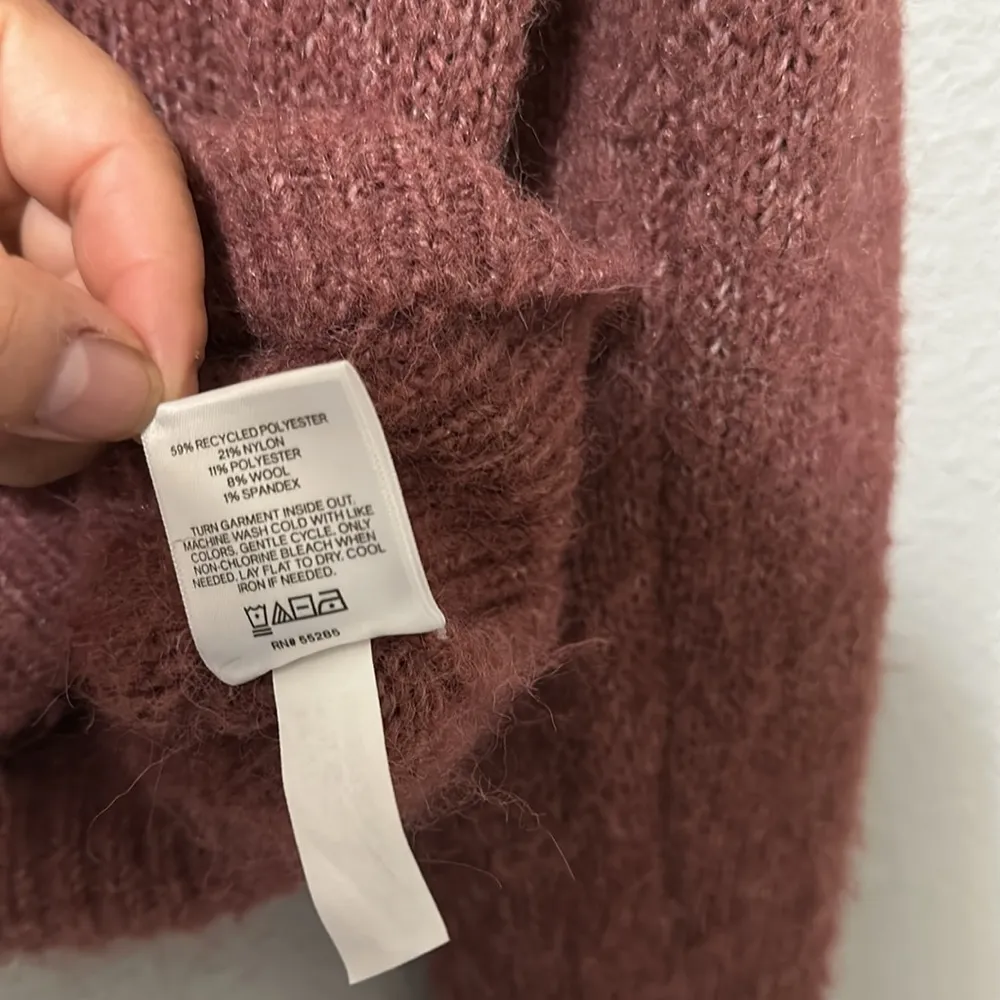 59% RECYCLED POLYESTER
21% NYLON
11% POLYESTER
8% WOOL
1% SPANDEX
TURN GARMENT INSIDE OUT.
MACHINE WASH COLD WITH LIKE
COLORS. GENTLE CYCLE. ONLY
NON-CHLORINE BLEACH WHEN
NEEDED. LAY FLAT TO DRY. COOL
IRON IF NEEDED.
RN# 55285